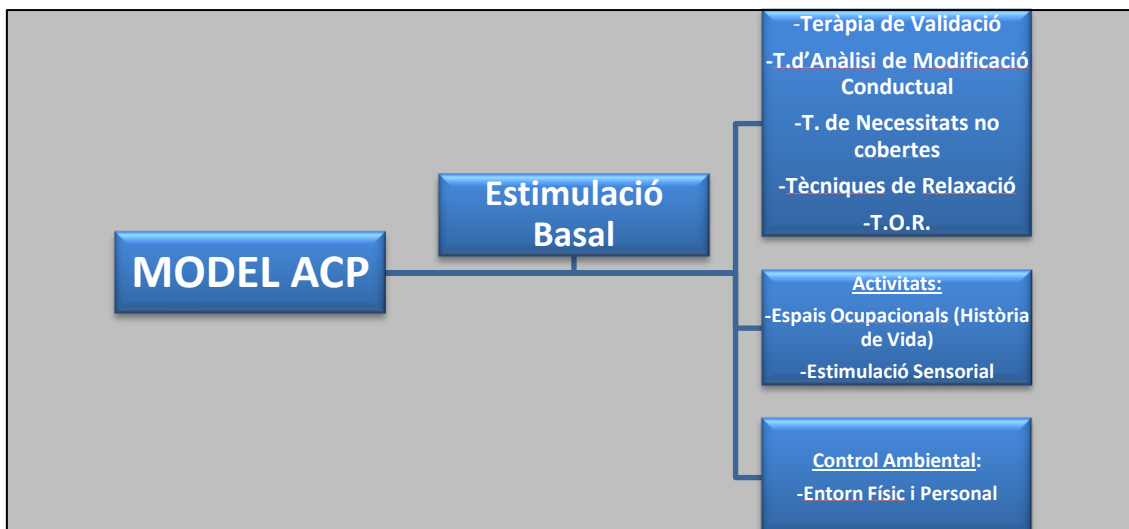 -Teràpia de Validació
-T.d’Anàlisi de Modificació
Conductual
-T. de Necessitats no
cobertes
-Tècniques de Relaxació
-T.O.R.
Estimulació
Basal
MODEL ACP
Activitats:
-Espais Ocupacionals (Història
de Vida)
-Estimulació Sensorial
Control Ambiental:
-Entorn Físic i Personal